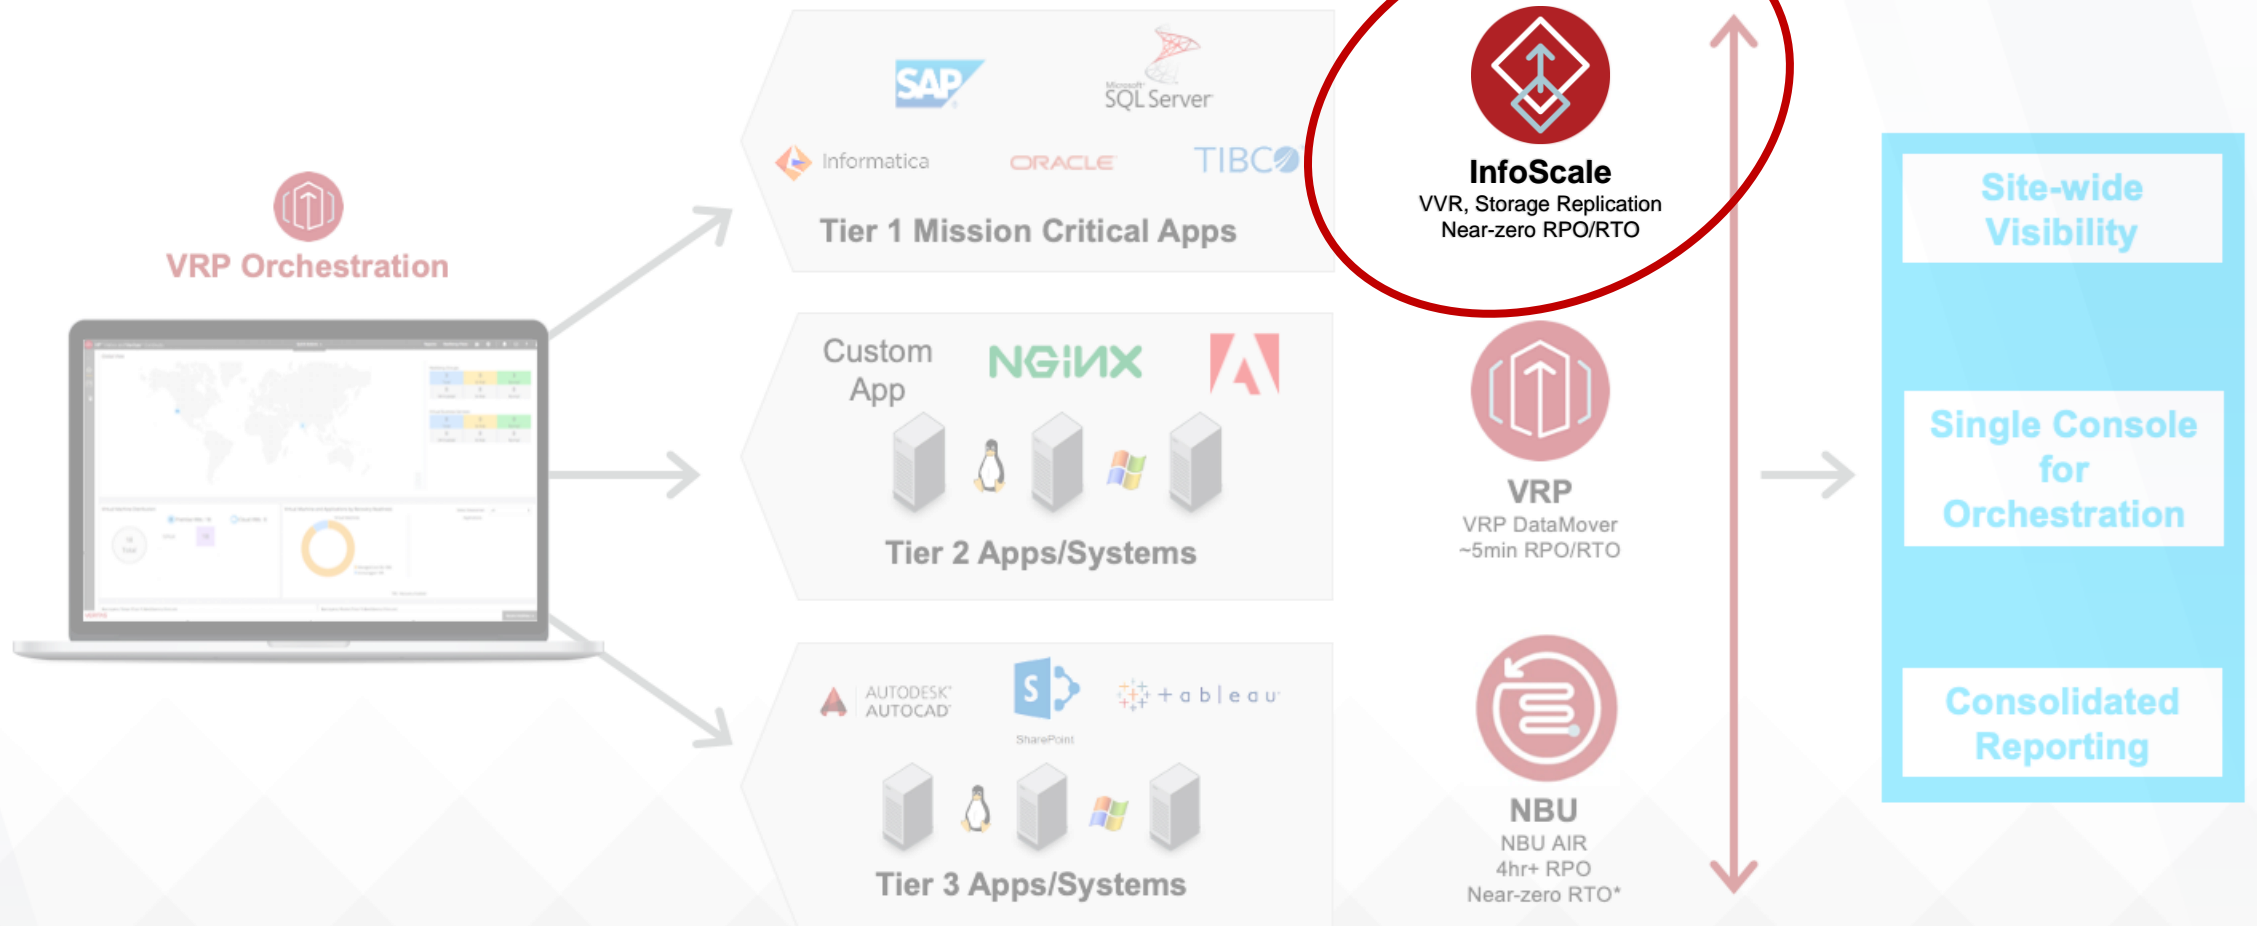 VRP Orchestration
SAP
Microsoft
SQL Server
Informatica
ORACLE
TIBCO
Tier 1 Mission Critical Apps
InfoScale
VVR, Storage Replication
Near-zero RPO/RTO
Custom
App
NGINX
Tier 2 Apps/Systems
VRP
VRP DataMover
~5min RPO/RTO
AUTODESK
AUTOCAD
S
SharePoint
+ableau
Tier 3 Apps/Systems
NBU
NBU AIR
4hr+ RPO
Near-zero RTO*
Site-wide
Visibility
Single Console
for
Orchestration
Consolidated
Reporting